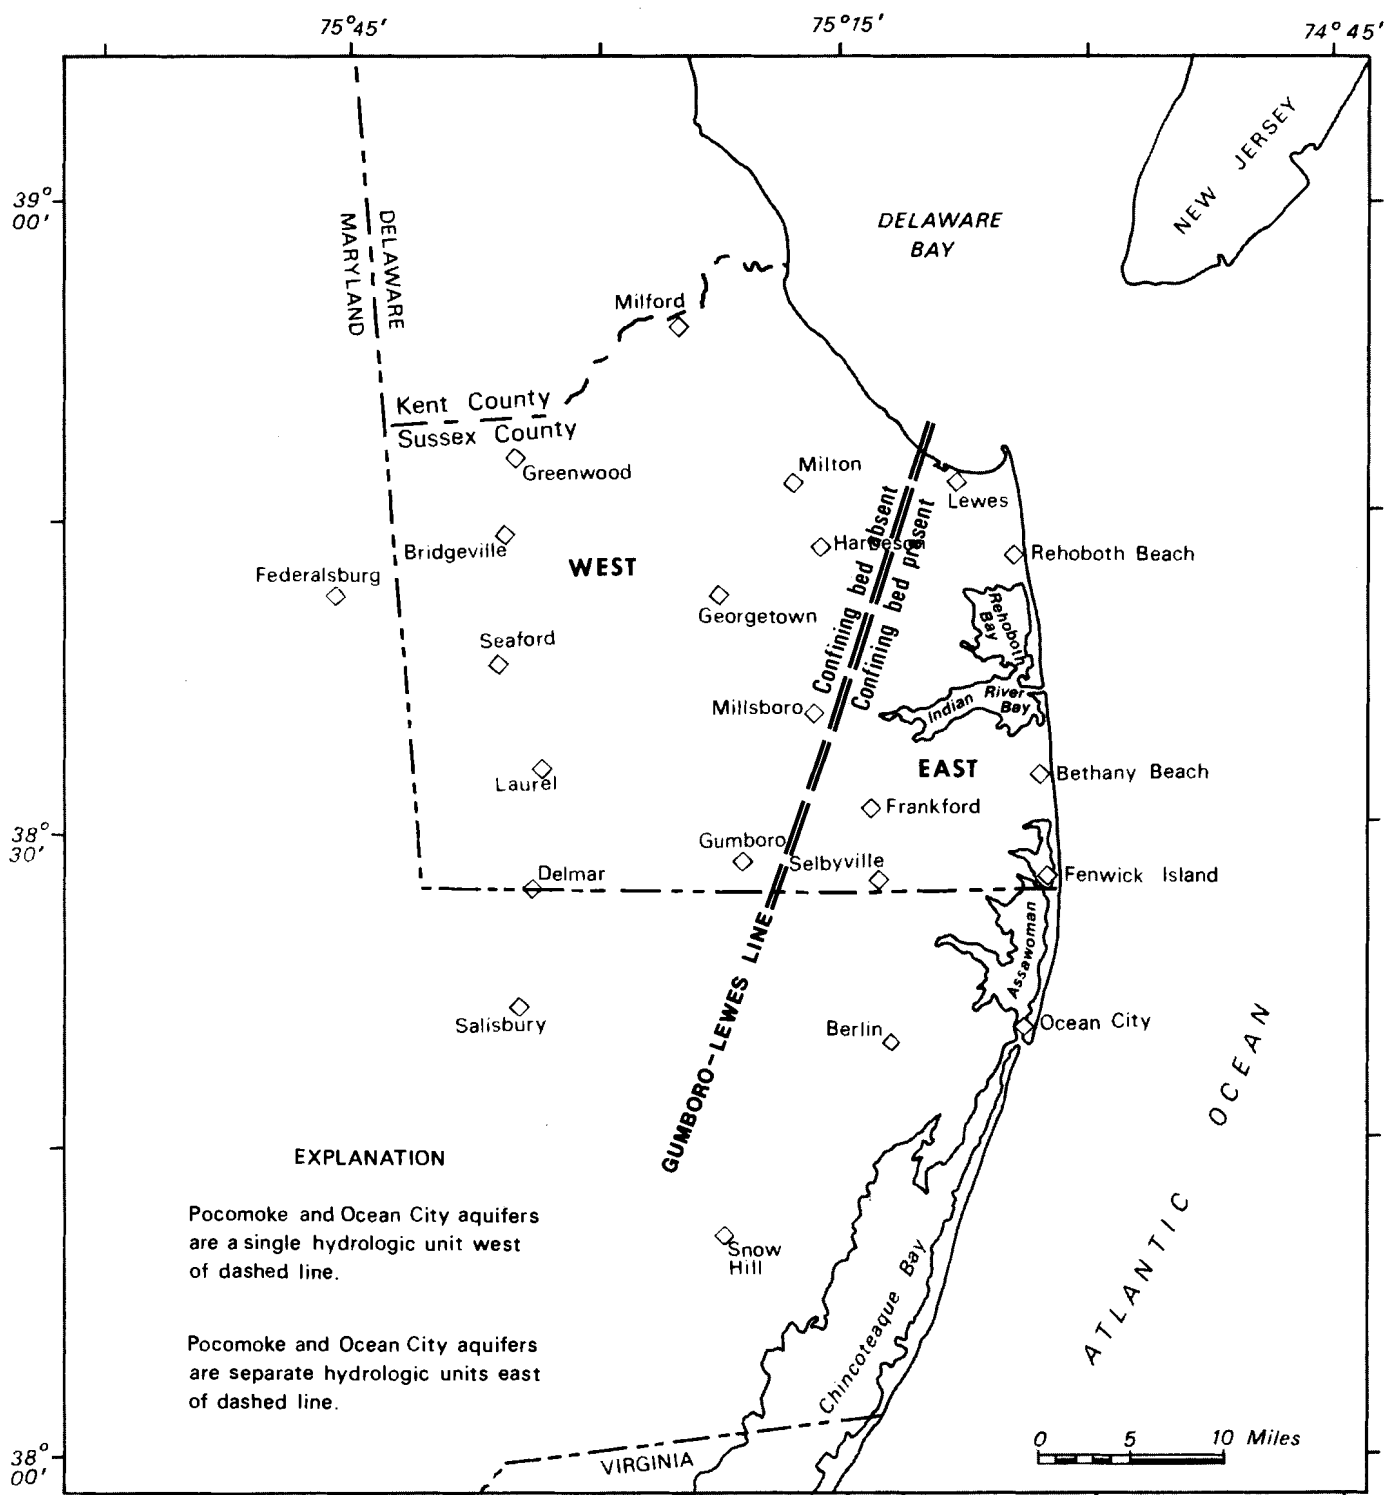 75°45'
75°15'
74°45'
39°
00'
NEW JERSEY
DELAWARE
BAY
DELAWARE
MARYLAND
Milford
Kent County
Sussex County
Greenwood
Milton
Lewes
Confining bed absent
Confining bed present
Harbeson
Rehoboth Beach
Bridgeville
WEST
Federalsburg
Georgetown
Rehoboth
Bay
Seaford
Millsboro
Indian River
Bay
Laurel
EAST
Bethany Beach
Frankford
38°
30'
Gumboro
Selbyville
Delmar
Fenwick Island
Assawoman
GUMBORO-LEWES LINE
Salisbury
Berlin
Ocean City
ATLANTIC OCEAN
EXPLANATION
Pocomoke and Ocean City aquifers
are a single hydrologic unit west
of dashed line.
Snow
Hill
Chincoteaque Bay
Pocomoke and Ocean City aquifers
are separate hydrologic units east
of dashed line.
38°
00'
VIRGINIA
0 5 10 Miles